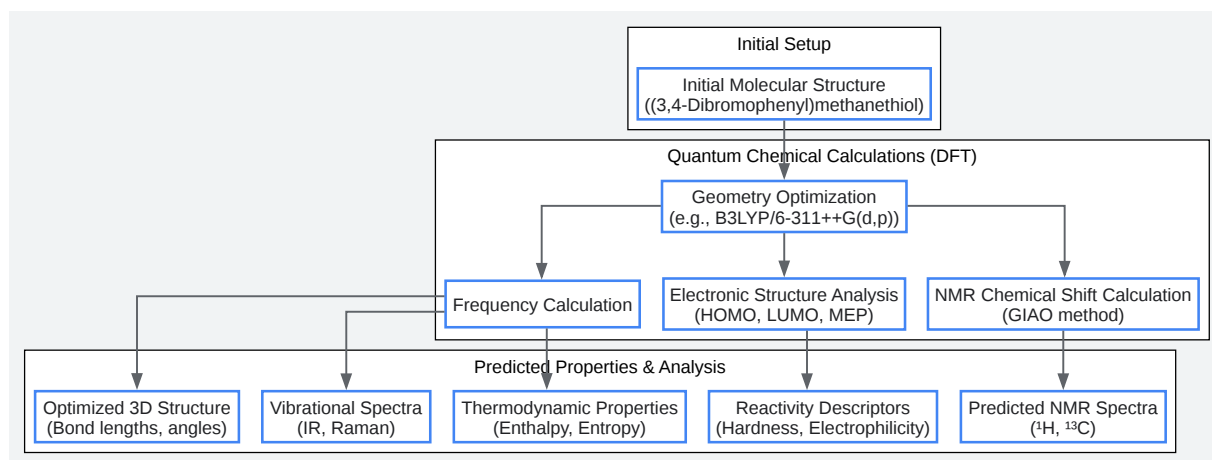 Initial Setup
Initial Molecular Structure
((3,4-Dibromophenyl)methanethiol)
Quantum Chemical Calculations (DFT)
Geometry Optimization
(e.g., B3LYP/6-311++G(d,p))
Frequency Calculation
Electronic Structure Analysis
(HOMO, LUMO, MEP)
NMR Chemical Shift Calculation
(GIAO method)
Predicted Properties & Analysis
Optimized 3D Structure
(Bond lengths, angles)
Vibrational Spectra
(IR, Raman)
Thermodynamic Properties
(Enthalpy, Entropy)
Reactivity Descriptors
(Hardness, Electrophilicity)
Predicted NMR Spectra
(¹H, ¹³C)